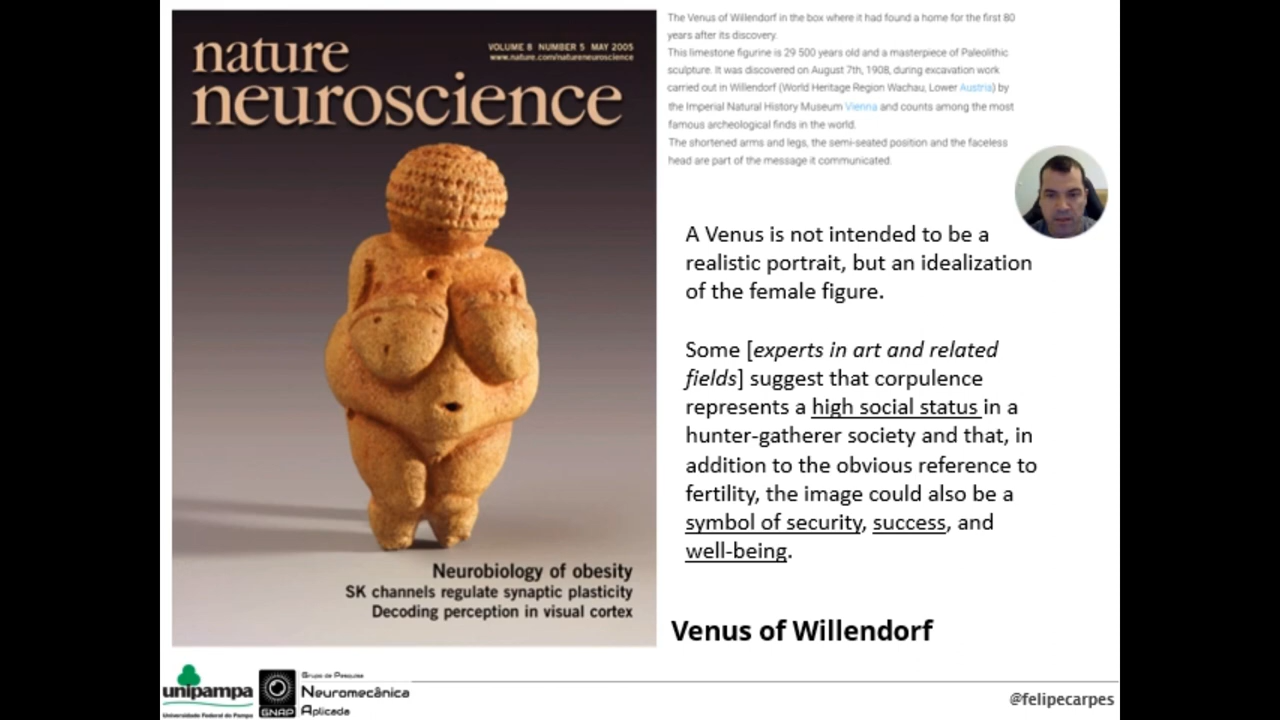 nature
neuroscience
VOLUME 8 NUMBER 5 MAY 2005
www.nature.com/natureneuroscience
Neurobiology of obesity
SK channels regulate synaptic plasticity
Decoding perception in visual cortex
The Venus of Willendorf in the box where it had found a home for the first 80
years after its discovery.
This limestone figurine is 29 500 years old and a masterpiece of Paleolithic
sculpture. It was discovered on August 7th, 1908, during excavation work
carried out in Willendorf (World Heritage Region Wachau, Lower Austria) by
the Imperial Natural History Museum Vienna and counts among the most
famous archeological finds in the world.
The shortened arms and legs, the semi-seated position and the faceless
head are part of the message it communicated.
A Venus is not intended to be a
realistic portrait, but an idealization
of the female figure.
Some [experts in art and related
fields] suggest that corpulence
represents a high social status in a
hunter-gatherer society and that, in
addition to the obvious reference to
fertility, the image could also be a
symbol of security, success, and
well-being.
Venus of Willendorf
unipampa
Universidade Federal do Pampa
GNAP
Grupo de Pesquisa
Neuromecânica
Aplicada
@felipecarpes